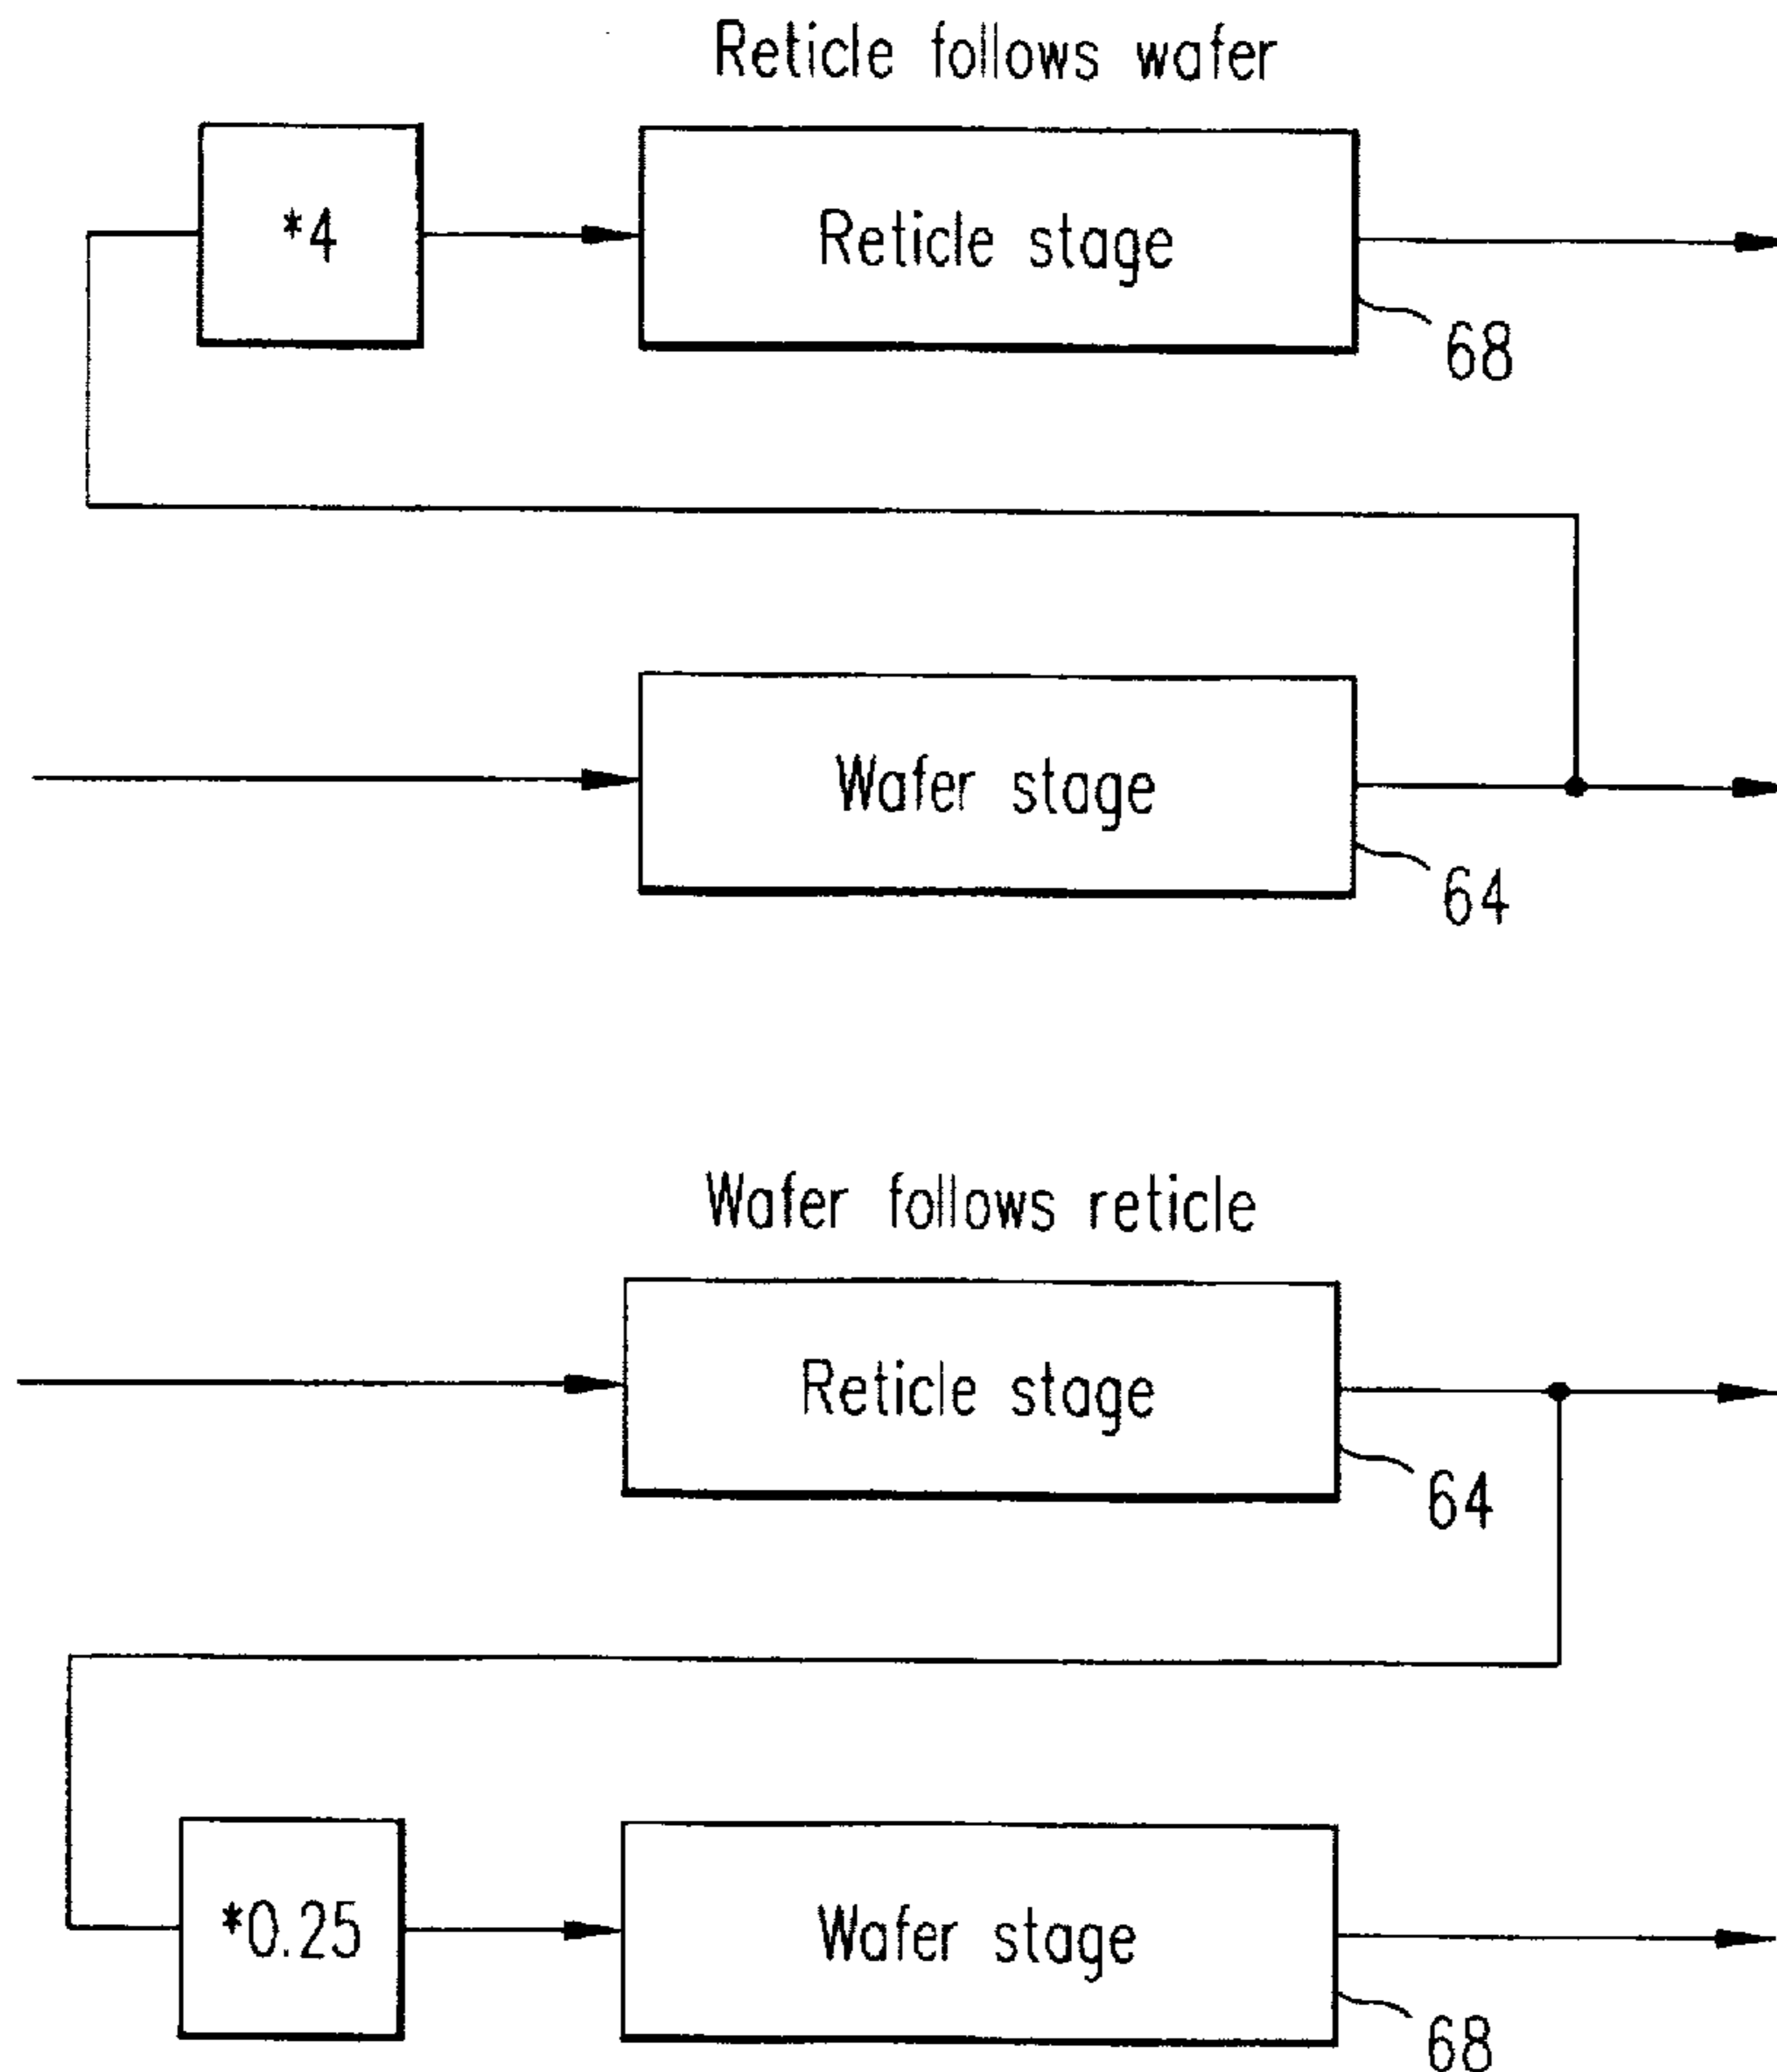 Reticle follows wafer
*4
Reticle stage
68
Wafer stage
64
Wafer follows reticle
Reticle stage
64
*0.25
Wafer stage
68